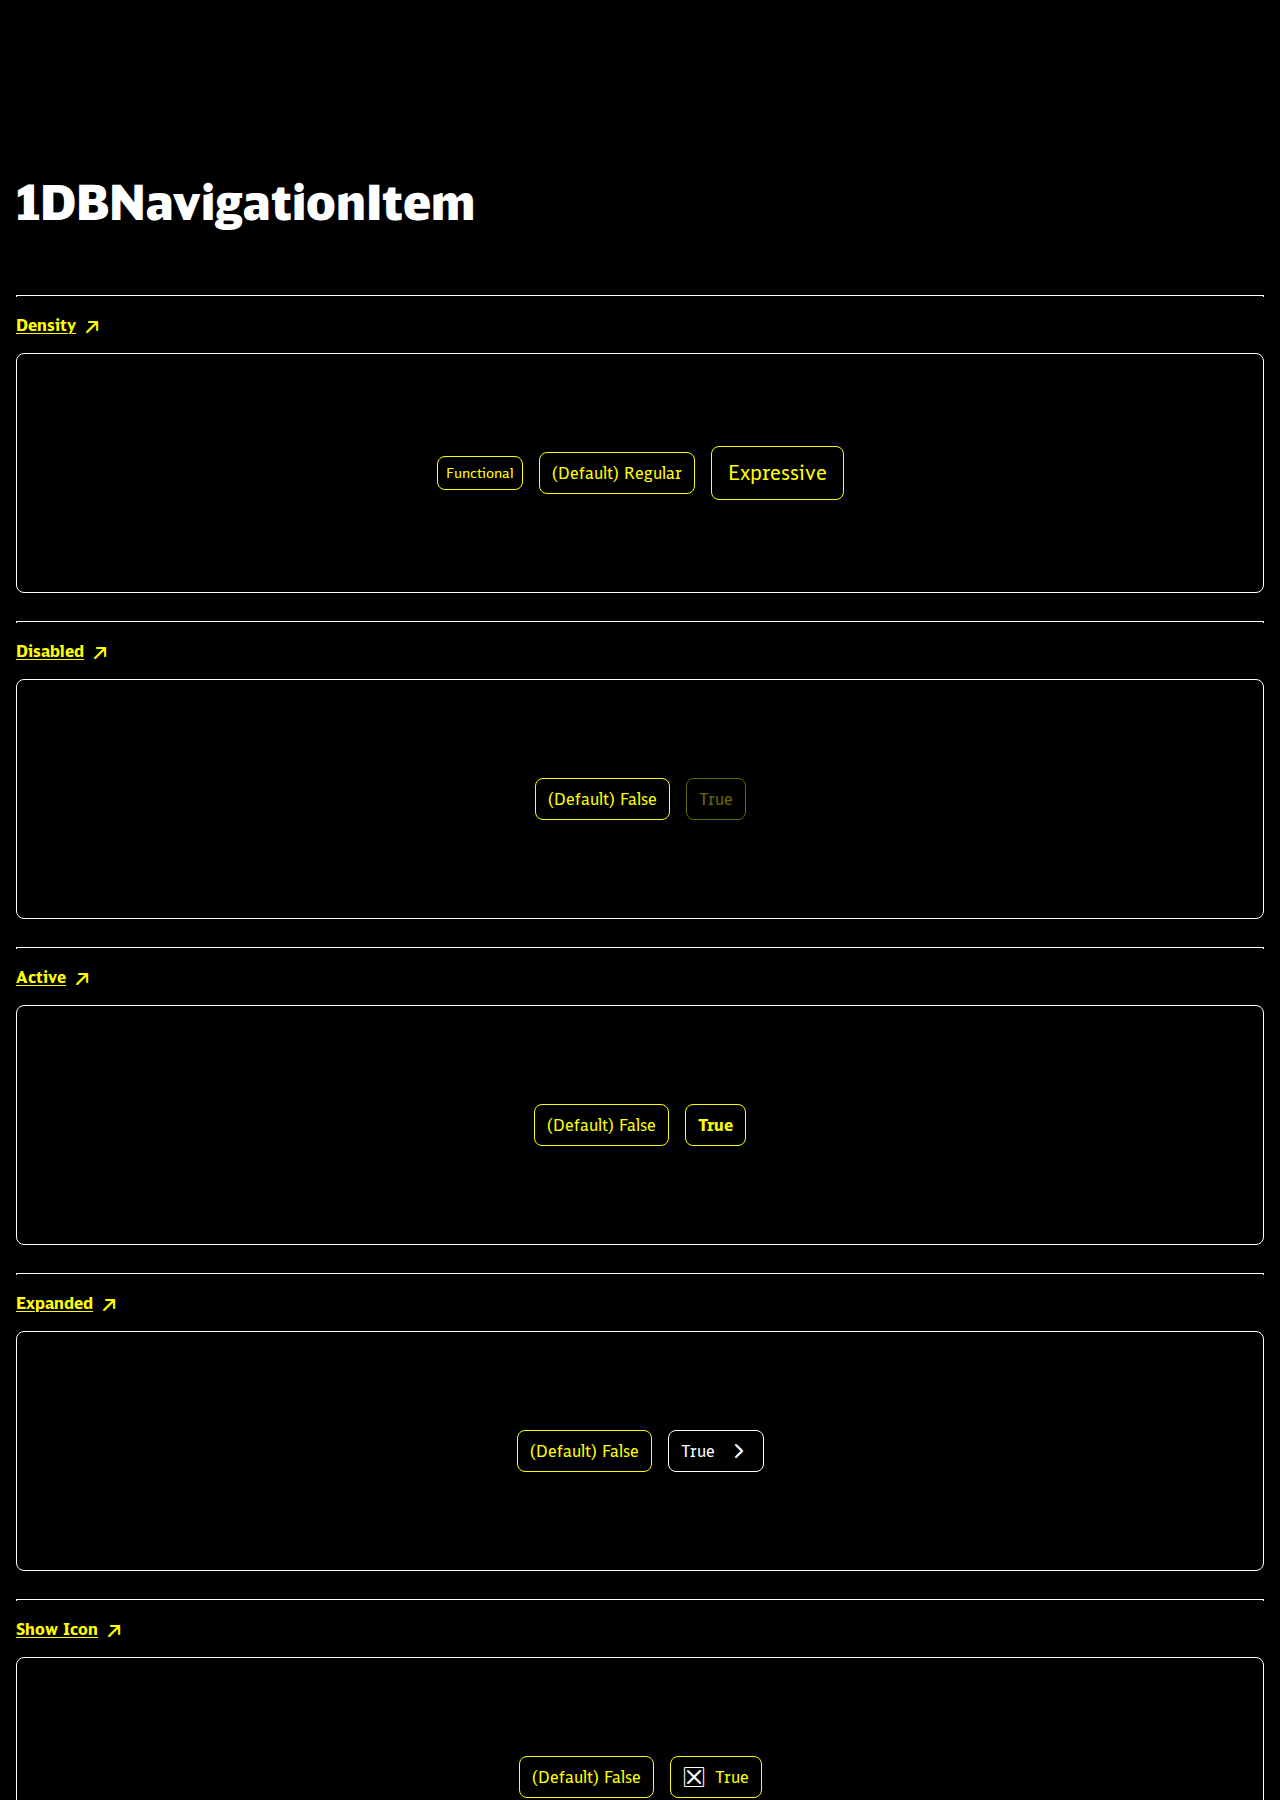 1DBNavigationItem
Density
Functional (Default) Regular Expressive
Disabled
(Default) False True
Active
(Default) False True
Expanded
(Default) False True
Show Icon
(Default) False True